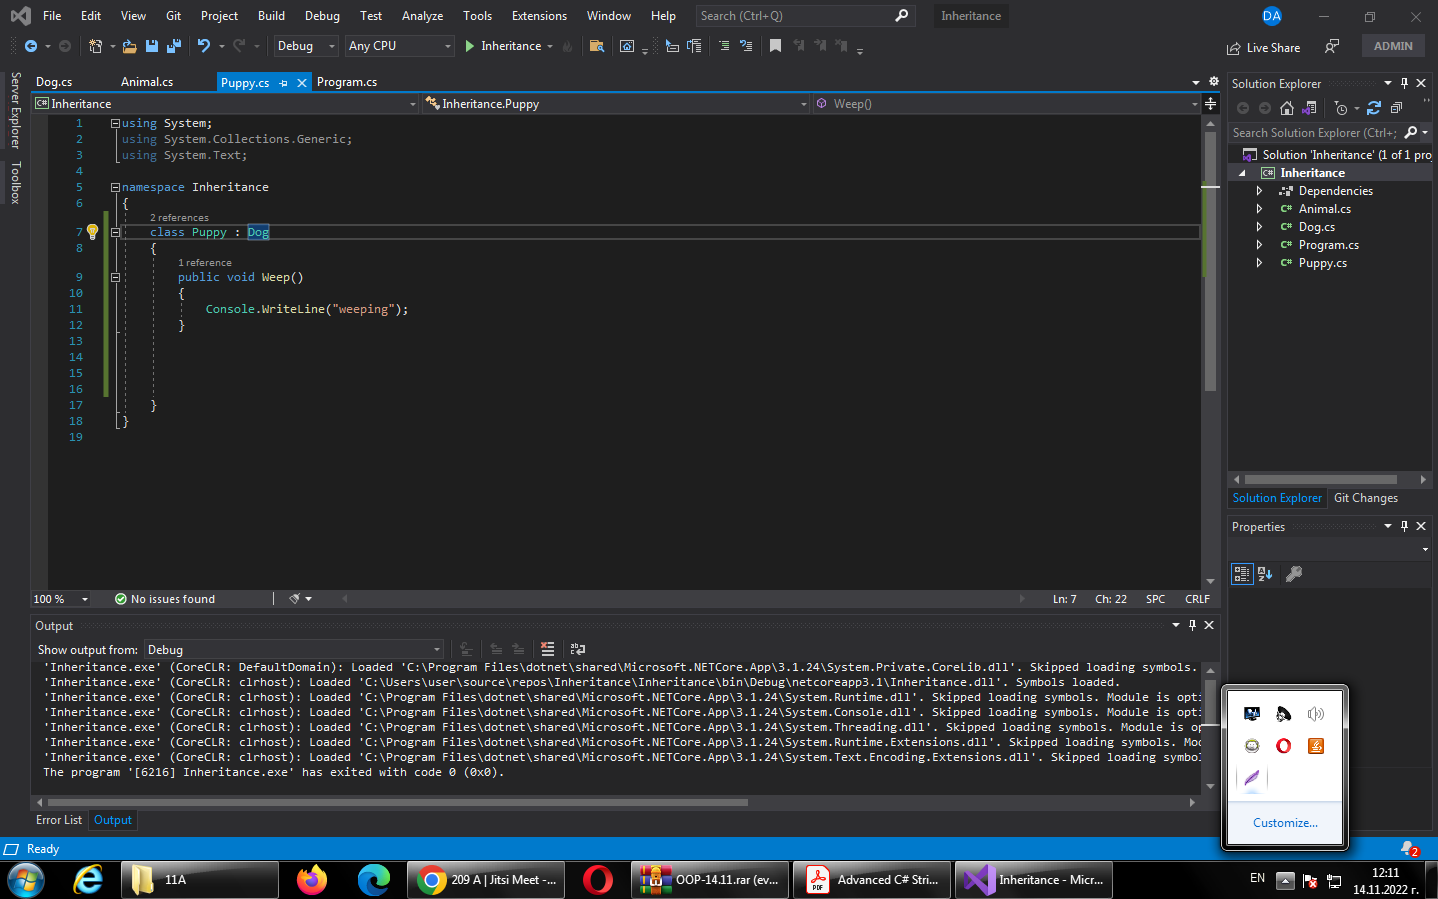 File Edit View Git Project Build Debug Test Analyze Tools Extensions Window Help Search (Ctrl+Q) Inheritance DA
Debug Any CPU Inheritance Live Share ADMIN
Server Explorer
Toolbox
Dog.cs Animal.cs Puppy.cs Program.cs
C# Inheritance Inheritance.Puppy Weep()
1 using System;
2 using System.Collections.Generic;
3 using System.Text;
4
5 namespace Inheritance
6 {
2 references
7 class Puppy : Dog
8 {
1 reference
9 public void Weep()
10 {
11 Console.WriteLine("weeping");
12 }
13
14
15
16
17 }
18 }
19
100 % No issues found Ln: 7 Ch: 22 SPC CRLF
Output
Show output from: Debug
'Inheritance.exe' (CoreCLR: DefaultDomain): Loaded 'C:\Program Files\dotnet\shared\Microsoft.NETCore.App\3.1.24\System.Private.CoreLib.dll'. Skipped loading symbols.
'Inheritance.exe' (CoreCLR: clrhost): Loaded 'C:\Users\user\source\repos\Inheritance\Inheritance\bin\Debug\netcoreapp3.1\Inheritance.dll'. Symbols loaded.
'Inheritance.exe' (CoreCLR: clrhost): Loaded 'C:\Program Files\dotnet\shared\Microsoft.NETCore.App\3.1.24\System.Runtime.dll'. Skipped loading symbols. Module is opti
'Inheritance.exe' (CoreCLR: clrhost): Loaded 'C:\Program Files\dotnet\shared\Microsoft.NETCore.App\3.1.24\System.Console.dll'. Skipped loading symbols. Module is opti
'Inheritance.exe' (CoreCLR: clrhost): Loaded 'C:\Program Files\dotnet\shared\Microsoft.NETCore.App\3.1.24\System.Threading.dll'. Skipped loading symbols. Module is op
'Inheritance.exe' (CoreCLR: clrhost): Loaded 'C:\Program Files\dotnet\shared\Microsoft.NETCore.App\3.1.24\System.Runtime.Extensions.dll'. Skipped loading symbols. Mod
'Inheritance.exe' (CoreCLR: clrhost): Loaded 'C:\Program Files\dotnet\shared\Microsoft.NETCore.App\3.1.24\System.Text.Encoding.Extensions.dll'. Skipped loading symbol
The program '[6216] Inheritance.exe' has exited with code 0 (0x0).
Error List Output
Solution Explorer
Search Solution Explorer (Ctrl+;
Solution 'Inheritance' (1 of 1 pro
C# Inheritance
Dependencies
C# Animal.cs
C# Dog.cs
C# Program.cs
C# Puppy.cs
Solution Explorer Git Changes
Properties
Customize...
Ready 2
11A 209 A | Jitsi Meet -... OOP-14.11.rar (ev... PDF Advanced C# Stri... Inheritance - Micr... EN 12:11
14.11.2022 г.